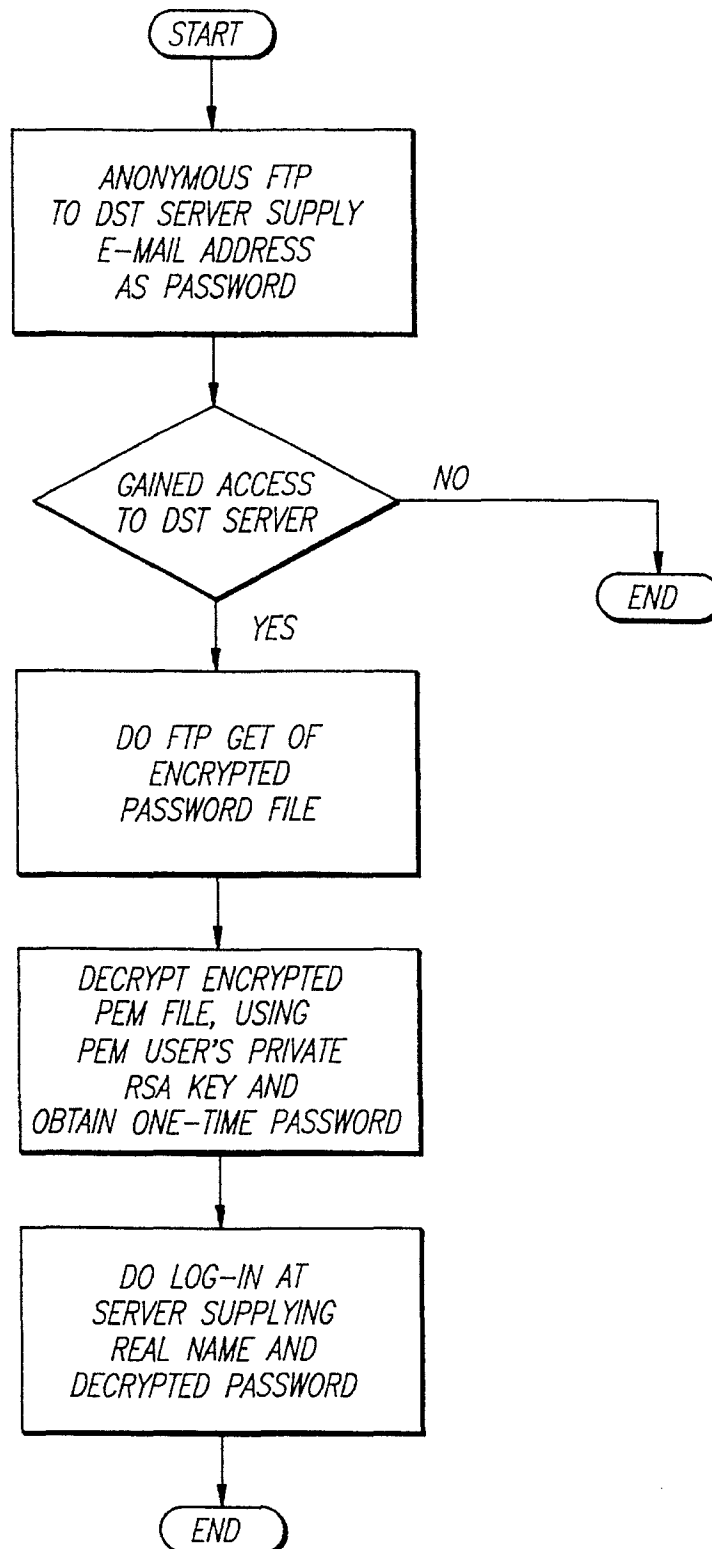 START
ANONYMOUS FTP
TO DST SERVER SUPPLY
E-MAIL ADDRESS
AS PASSWORD
GAINED ACCESS
TO DST SERVER
NO
END
YES
DO FTP GET OF
ENCRYPTED
PASSWORD FILE
DECRYPT ENCRYPTED
PEM FILE, USING
PEM USER'S PRIVATE
RSA KEY AND
OBTAIN ONE-TIME PASSWORD
DO LOG-IN AT
SERVER SUPPLYING
REAL NAME AND
DECRYPTED PASSWORD
END